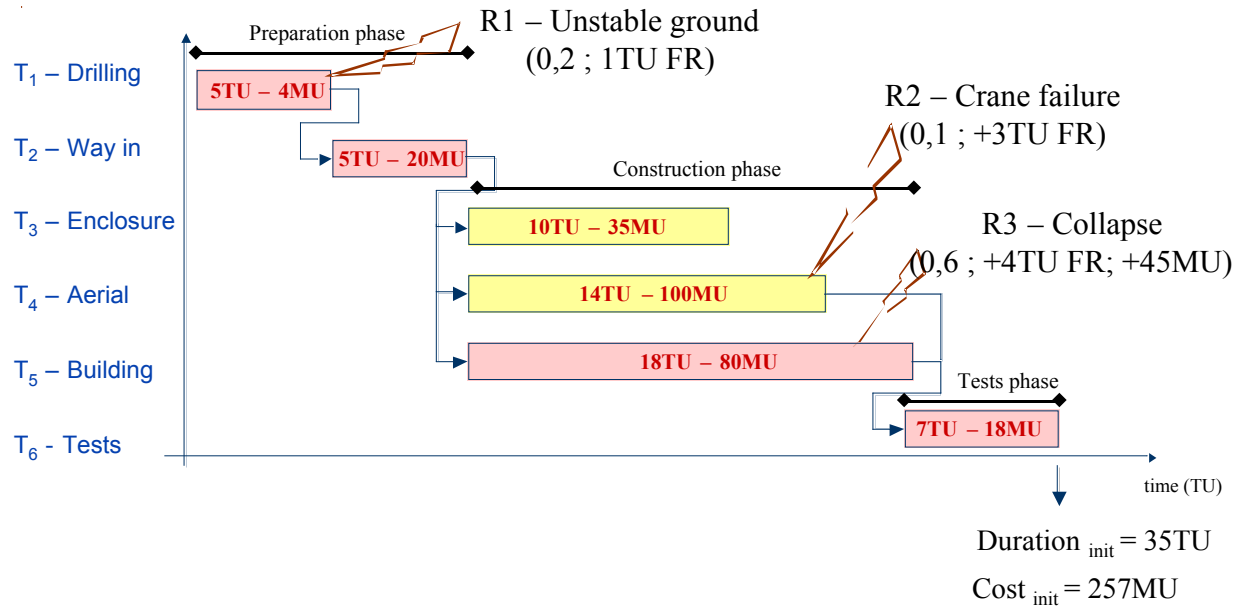 Preparation phase
R1 – Unstable ground
(0,2 ; 1TU FR)
T1 – Drilling
5TU – 4MU
R2 – Crane failure
(0,1 ; +3TU FR)
T2 – Way in
5TU – 20MU
Construction phase
T3 – Enclosure
10TU – 35MU
R3 – Collapse
(0,6 ; +4TU FR; +45MU)
T4 – Aerial
14TU – 100MU
T5 – Building
18TU – 80MU
Tests phase
T6 - Tests
7TU – 18MU
time (TU)
Duration init = 35TU
Cost init = 257MU